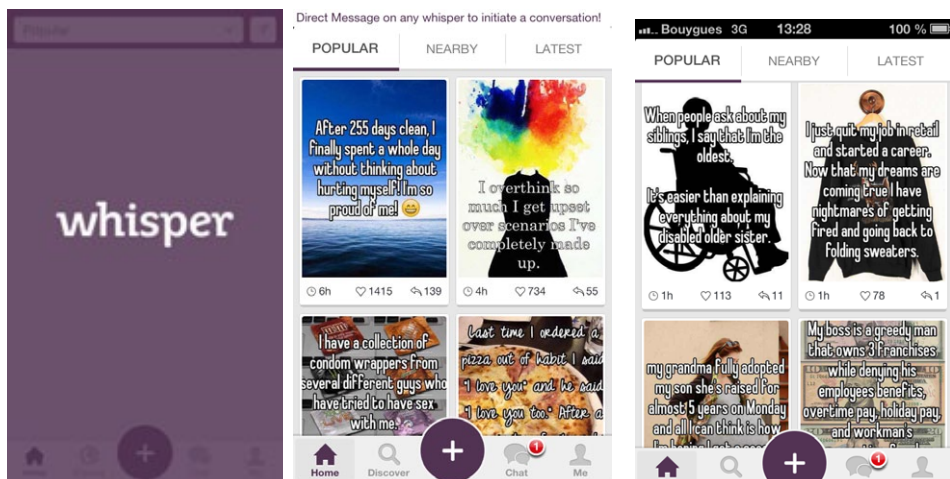 whisper
Direct Message on any whisper to initiate a conversation!
POPULAR NEARBY LATEST
After 255 days clean, I
finally spent a whole day
without thinking about
hurting myself! I'm so
proud of me! 😄
6h 1415 139
I overthink so
much I get upset
over scenarios I've
completely made
up.
4h 734 55
I have a collection of
condom wrappers from
several different guys who
have tried to have sex
with me.
Last time I ordered a
pizza out of habit I said
"I love you" and he said
"I love you too." After a
Home Discover + Chat 1 Me
Bouygues 3G 13:28 100 %
POPULAR NEARBY LATEST
When people ask about my
siblings, I say that I'm the
oldest.
It's easier than explaining
everything about my
disabled older sister.
1h 113 11
I just quit my job in retail
and started a career.
Now that my dreams are
coming true I have
nightmares of getting
fired and going back to
folding sweaters.
1h 78 1
my grandma fully adopted
my son she's raised for
almost 5 years on Monday
and all I can think is how
My boss is a greedy man
that owns 3 franchises
while denying his
employees benefits,
overtime pay, holiday pay,
and workman's
+ 1